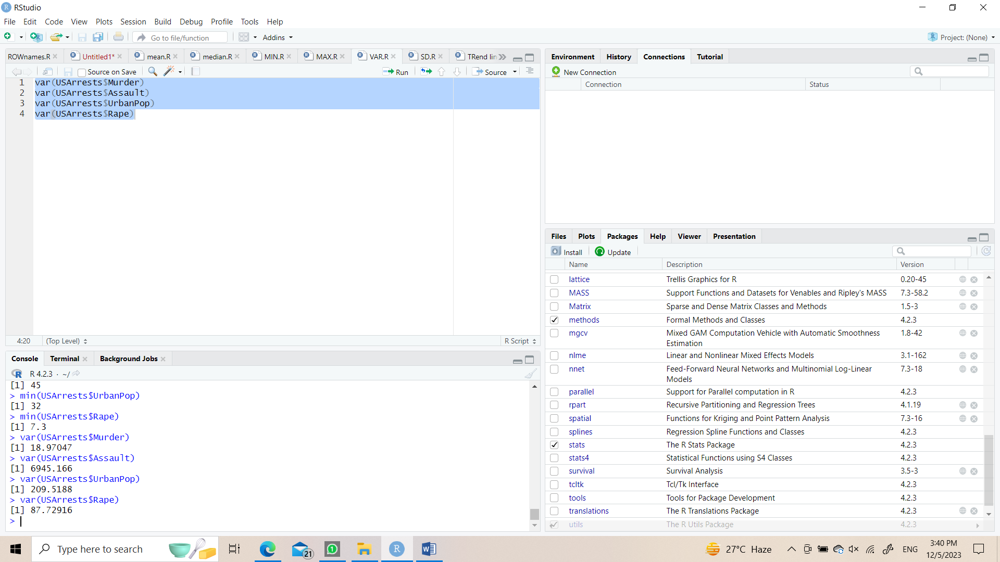 RStudio
File Edit Code View Plots Session Build Debug Profile Tools Help
Go to file/function Addins Project: (None)
ROWnames.R Untitled1* mean.R median.R MIN.R MAX.R VAR.R SD.R TRend lin
Source on Save Run Source
1 var(USArrests$Murder)
2 var(USArrests$Assault)
3 var(USArrests$UrbanPop)
4 var(USArrests$Rape)
4:20 (Top Level) R Script
Console Terminal Background Jobs
R 4.2.3 · ~/
[1] 45
> min(USArrests$UrbanPop)
[1] 32
> min(USArrests$Rape)
[1] 7.3
> var(USArrests$Murder)
[1] 18.97047
> var(USArrests$Assault)
[1] 6945.166
> var(USArrests$UrbanPop)
[1] 209.5188
> var(USArrests$Rape)
[1] 87.72916
>
Environment History Connections Tutorial
New Connection
Connection Status
Files Plots Packages Help Viewer Presentation
Install Update
Name Description Version
lattice Trellis Graphics for R 0.20-45
MASS Support Functions and Datasets for Venables and Ripley's MASS 7.3-58.2
Matrix Sparse and Dense Matrix Classes and Methods 1.5-3
methods Formal Methods and Classes 4.2.3
mgcv Mixed GAM Computation Vehicle with Automatic Smoothness 1.8-42
Estimation
nlme Linear and Nonlinear Mixed Effects Models 3.1-162
nnet Feed-Forward Neural Networks and Multinomial Log-Linear 7.3-18
Models
parallel Support for Parallel computation in R 4.2.3
rpart Recursive Partitioning and Regression Trees 4.1.19
spatial Functions for Kriging and Point Pattern Analysis 7.3-16
splines Regression Spline Functions and Classes 4.2.3
stats The R Stats Package 4.2.3
stats4 Statistical Functions using S4 Classes 4.2.3
survival Survival Analysis 3.5-3
tcltk Tcl/Tk Interface 4.2.3
tools Tools for Package Development 4.2.3
translations The R Translations Package 4.2.3
utils The R Utils Package 4.2.3
Type here to search 21 1 R W 27°C Haze ENG 3:40 PM
12/5/2023